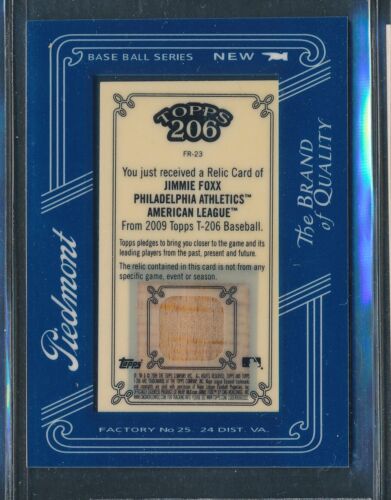 BASE BALL SERIES NEW
TOPPS
206
FR-23
You just received a Relic Card of
JIMMIE FOXX
PHILADELPHIA ATHLETICS™
AMERICAN LEAGUE™
From 2009 Topps T-206 Baseball.
Topps pledges to bring you closer to the game and its
leading players from the past, present and future.
The relic contained in this card is not from any
specific game, event or season.
Topps
Piedmont
The BRAND
of QUALITY
FACTORY No 25. 24 DIST. VA.